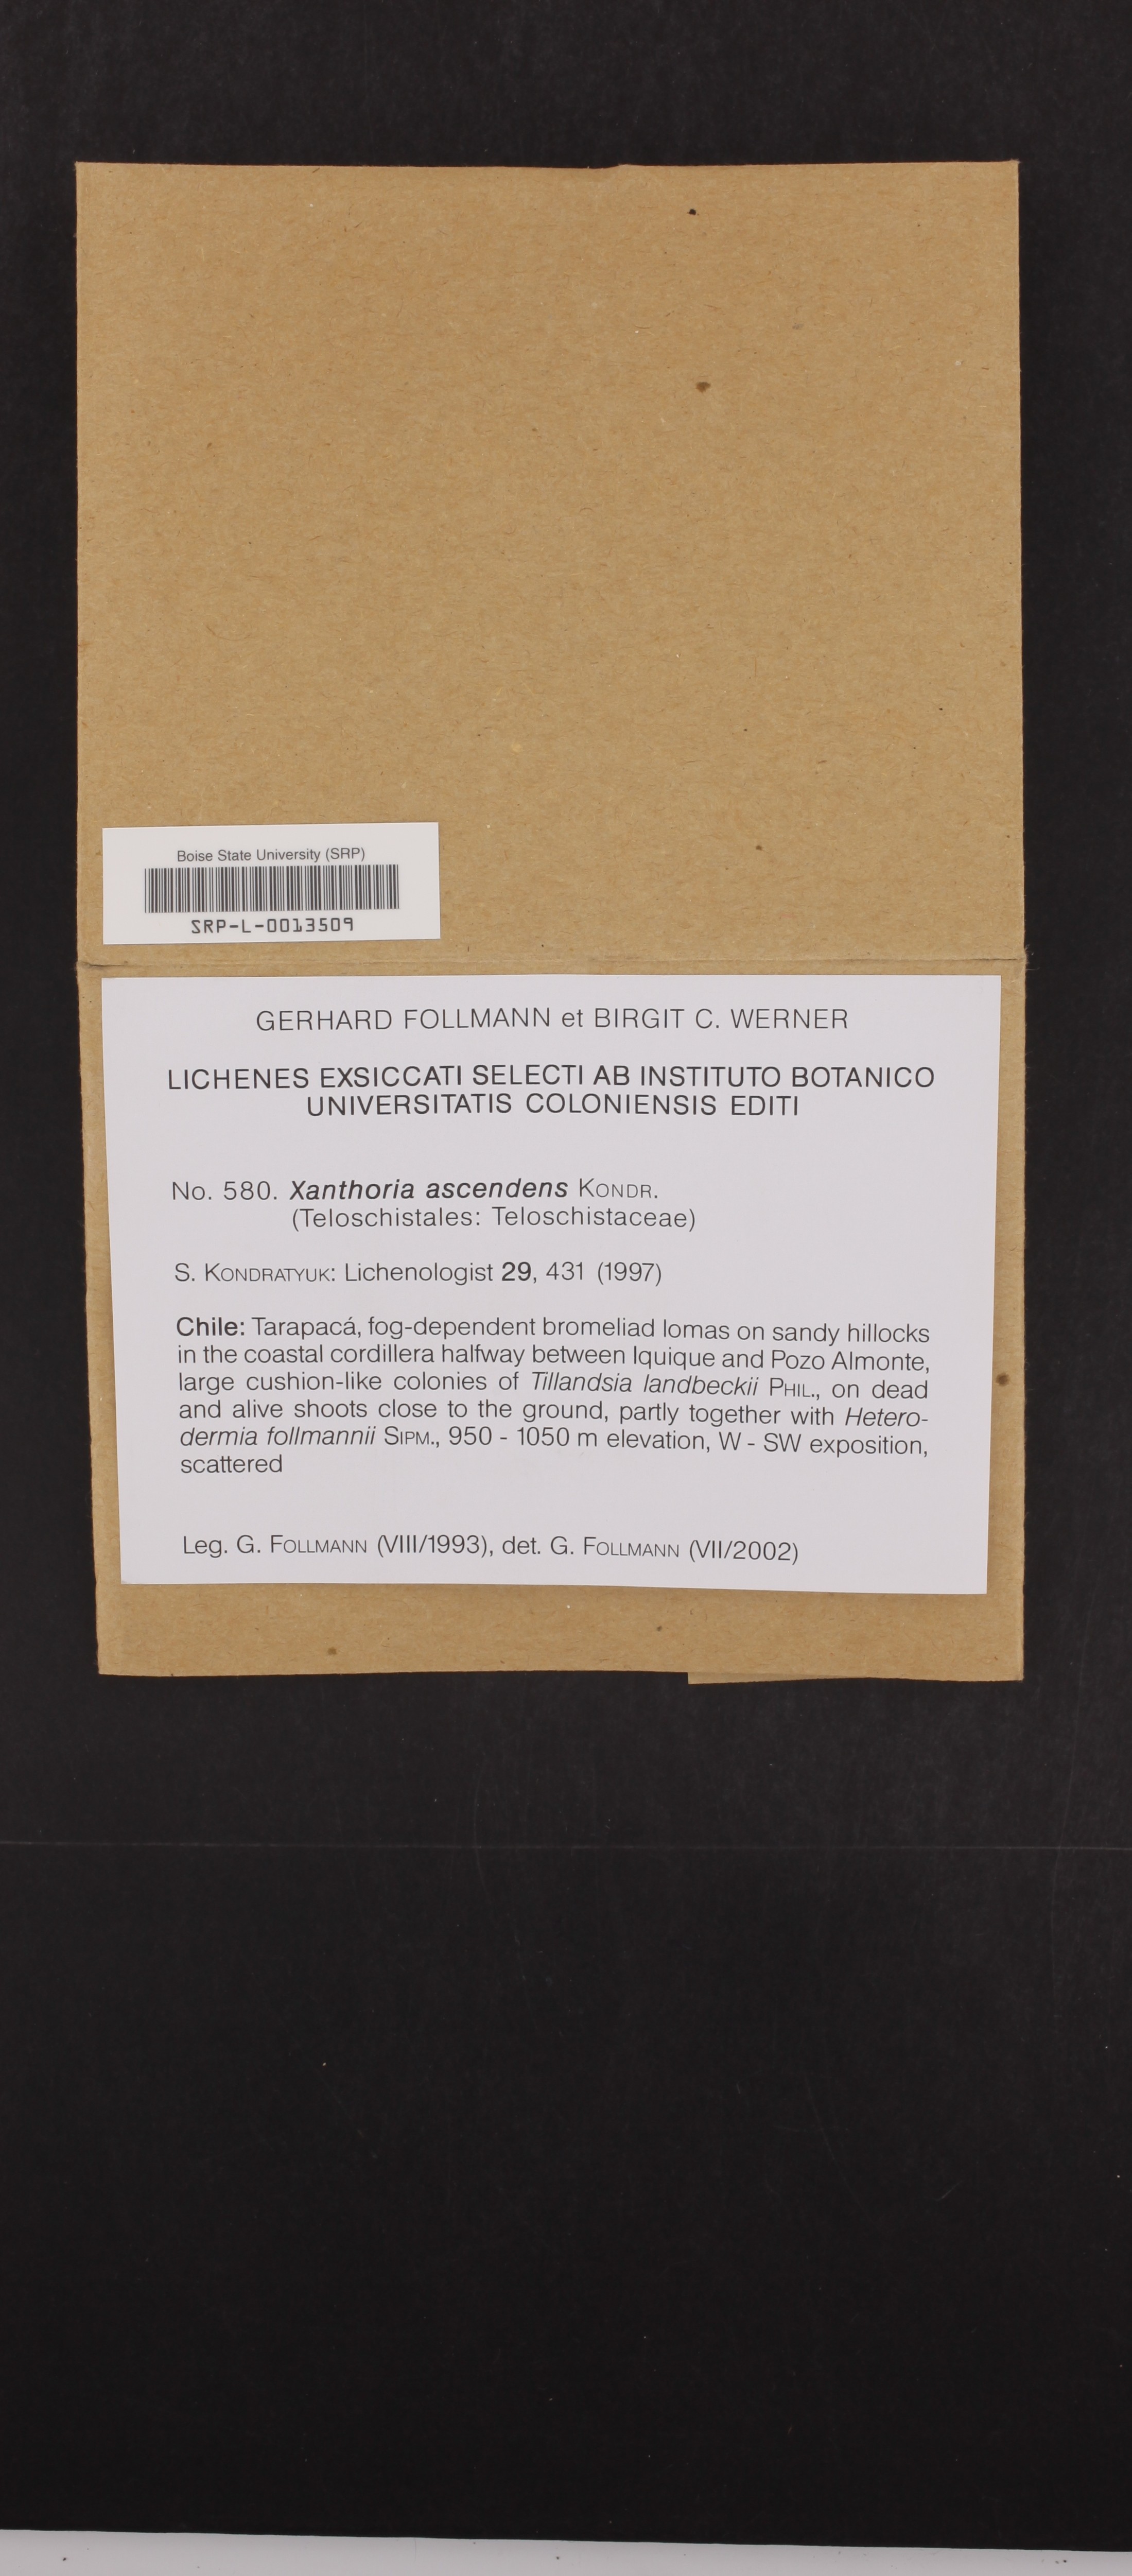 Boise State University (SRP)
SRP-L-0013509
GERHARD FOLLMANN et BIRGIT C. WERNER
LICHENES EXSICCATI SELECTI AB INSTITUTO BOTANICO
UNIVERSITATIS COLONIENSIS EDITI
No. 580. Xanthoria ascendens KONDR.
(Teloschistales: Teloschistaceae)
S. KONDRATYUK: Lichenologist 29, 431 (1997)
Chile: Tarapacá, fog-dependent bromeliad lomas on sandy hillocks
in the coastal cordillera halfway between Iquique and Pozo Almonte,
large cushion-like colonies of Tillandsia landbeckii PHIL., on dead
and alive shoots close to the ground, partly together with Hetero-
dermia follmannii SIPM., 950 - 1050 m elevation, W - SW exposition,
scattered
Leg. G. FOLLMANN (VIII/1993), det. G. FOLLMANN (VII/2002)